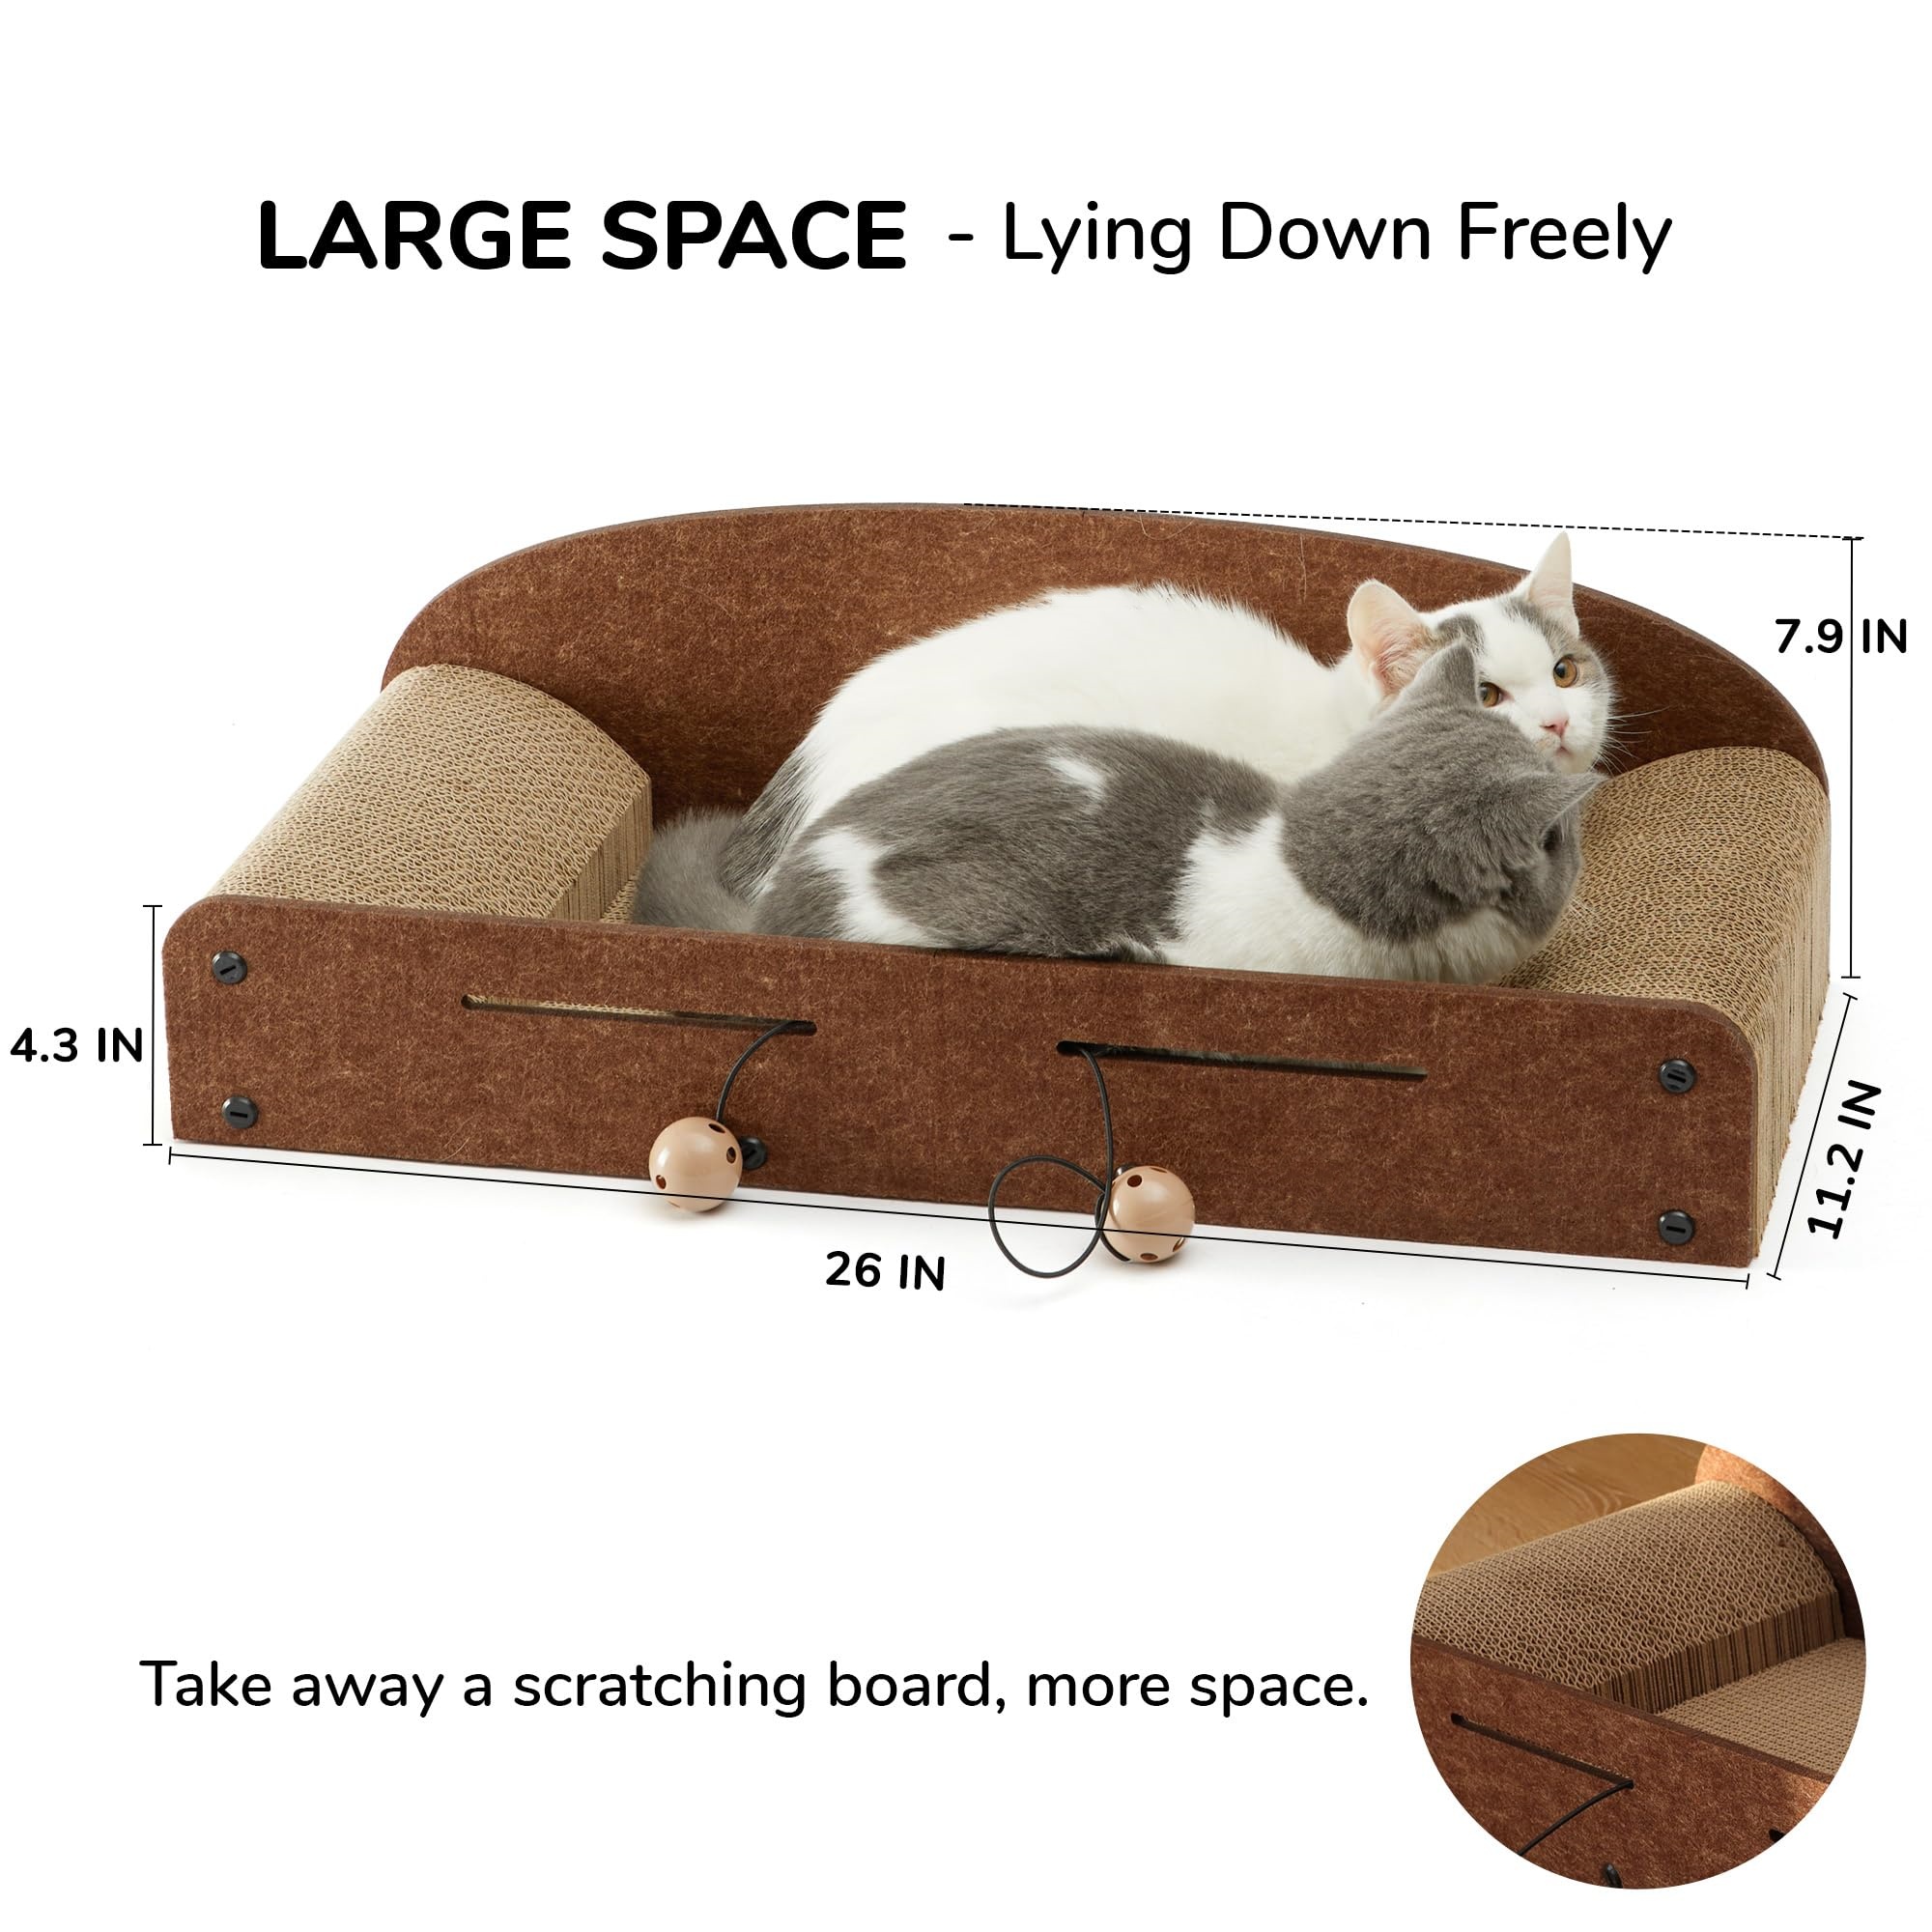 LARGE SPACE - Lying Down Freely
7.9 IN
4.3 IN
11.2 IN
26 IN
Take away a scratching board, more space.